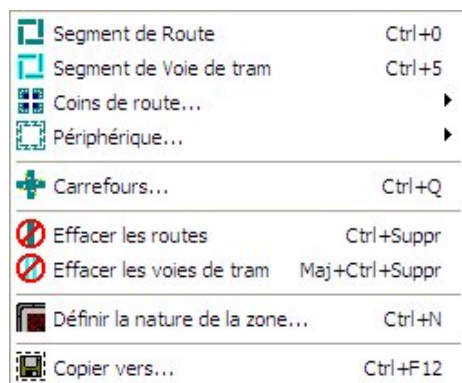 Segment de Route Ctrl+0
Segment de Voie de tram Ctrl+5
Coins de route...
Périphérique...
Carrefours... Ctrl+Q
Effacer les routes Ctrl+Suppr
Effacer les voies de tram Maj+Ctrl+Suppr
Définir la nature de la zone... Ctrl+N
Copier vers... Ctrl+F12